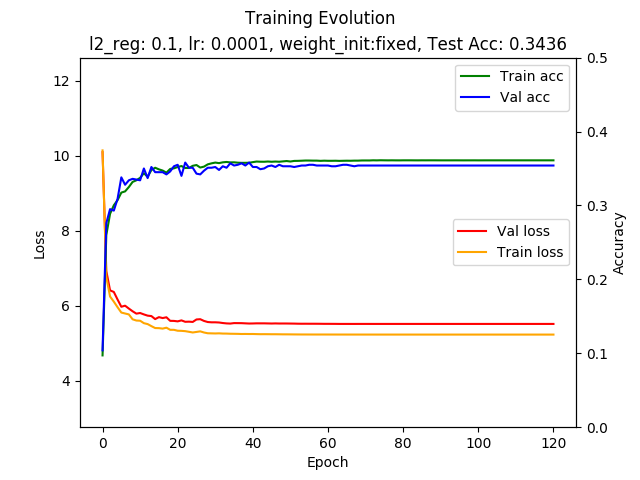 Training Evolution
l2_reg: 0.1, lr: 0.0001, weight_init:fixed, Test Acc: 0.3436
Train acc
Val acc
Val loss
Train loss
Loss
12
10
8
6
4
Accuracy
0.5
0.4
0.3
0.2
0.1
0.0
0 20 40 60 80 100 120
Epoch